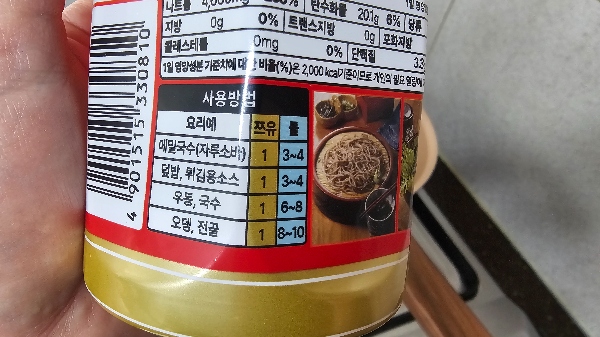 나트륨 탄수화물 201g 6% 당류
지방 0g 0% 트랜스지방 0g 포화지방
콜레스테롤 0mg 0% 단백질
1일 영양성분 기준치에 대한 비율(%)은 2,000 kcal 기준이므로 개인의 필요 열량에
사용방법
요리예 쯔유 물
메밀국수(자루소바) 1 3~4
덮밥, 튀김용소스 1 3~4
우동, 국수 1 6~8
오뎅, 전골 1 8~10
4 901515 330810